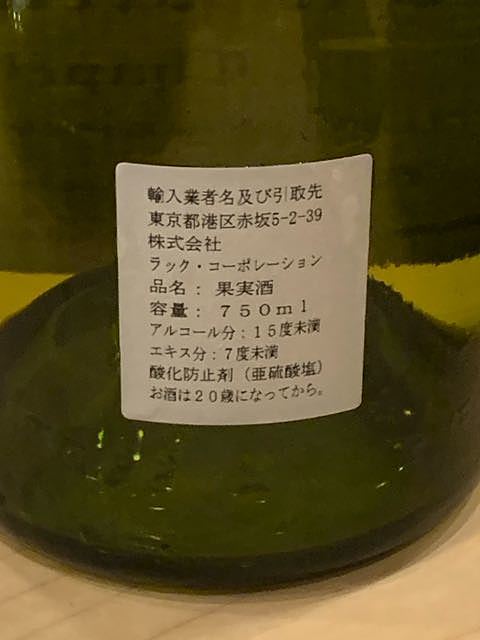 輸入業者名及び引取先
東京都港区赤坂5-2-39
株式会社
ラック・コーポレーション
品名：果実酒
容量：７５０ｍｌ
アルコール分：１５度未満
エキス分：７度未満
酸化防止剤（亜硫酸塩）
お酒は２０歳になってから。